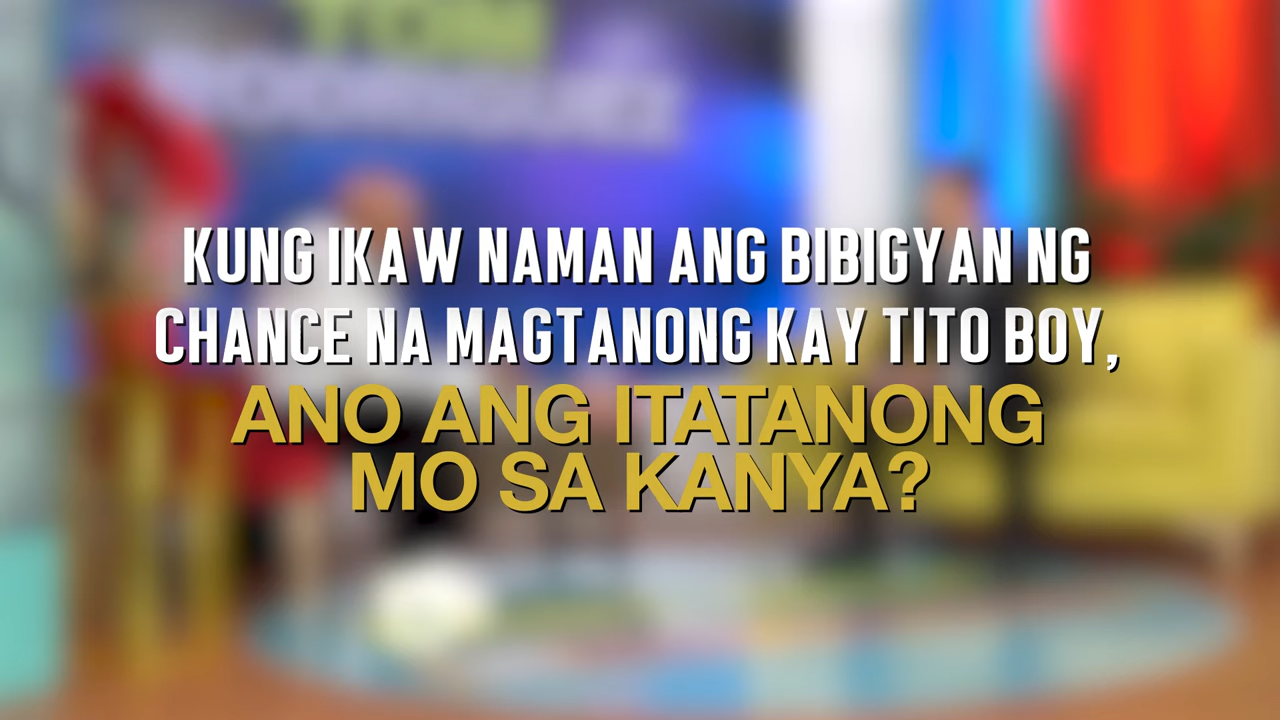 KUNG IKAW NAMAN ANG BIBIGYAN NG
CHANCE NA MAGTANONG KAY TITO BOY,
ANO ANG ITATANONG
MO SA KANYA?